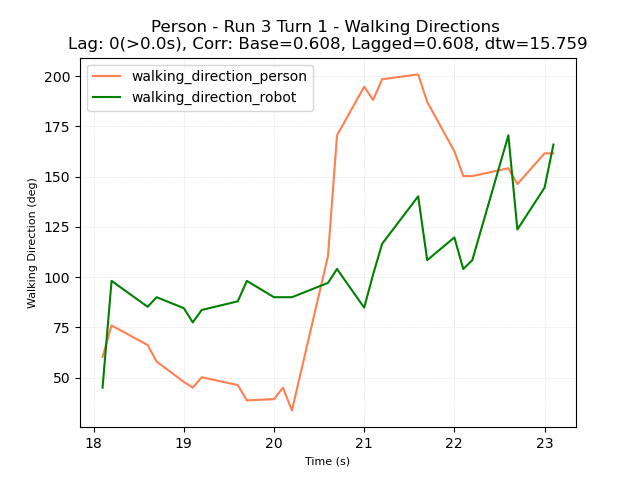 Person - Run 3 Turn 1 - Walking Directions
Lag: 0(>0.0s), Corr: Base=0.608, Lagged=0.608, dtw=15.759
walking_direction_person
walking_direction_robot
200
175
150
125
100
75
50
Walking Direction (deg)
18 19 20 21 22 23
Time (s)